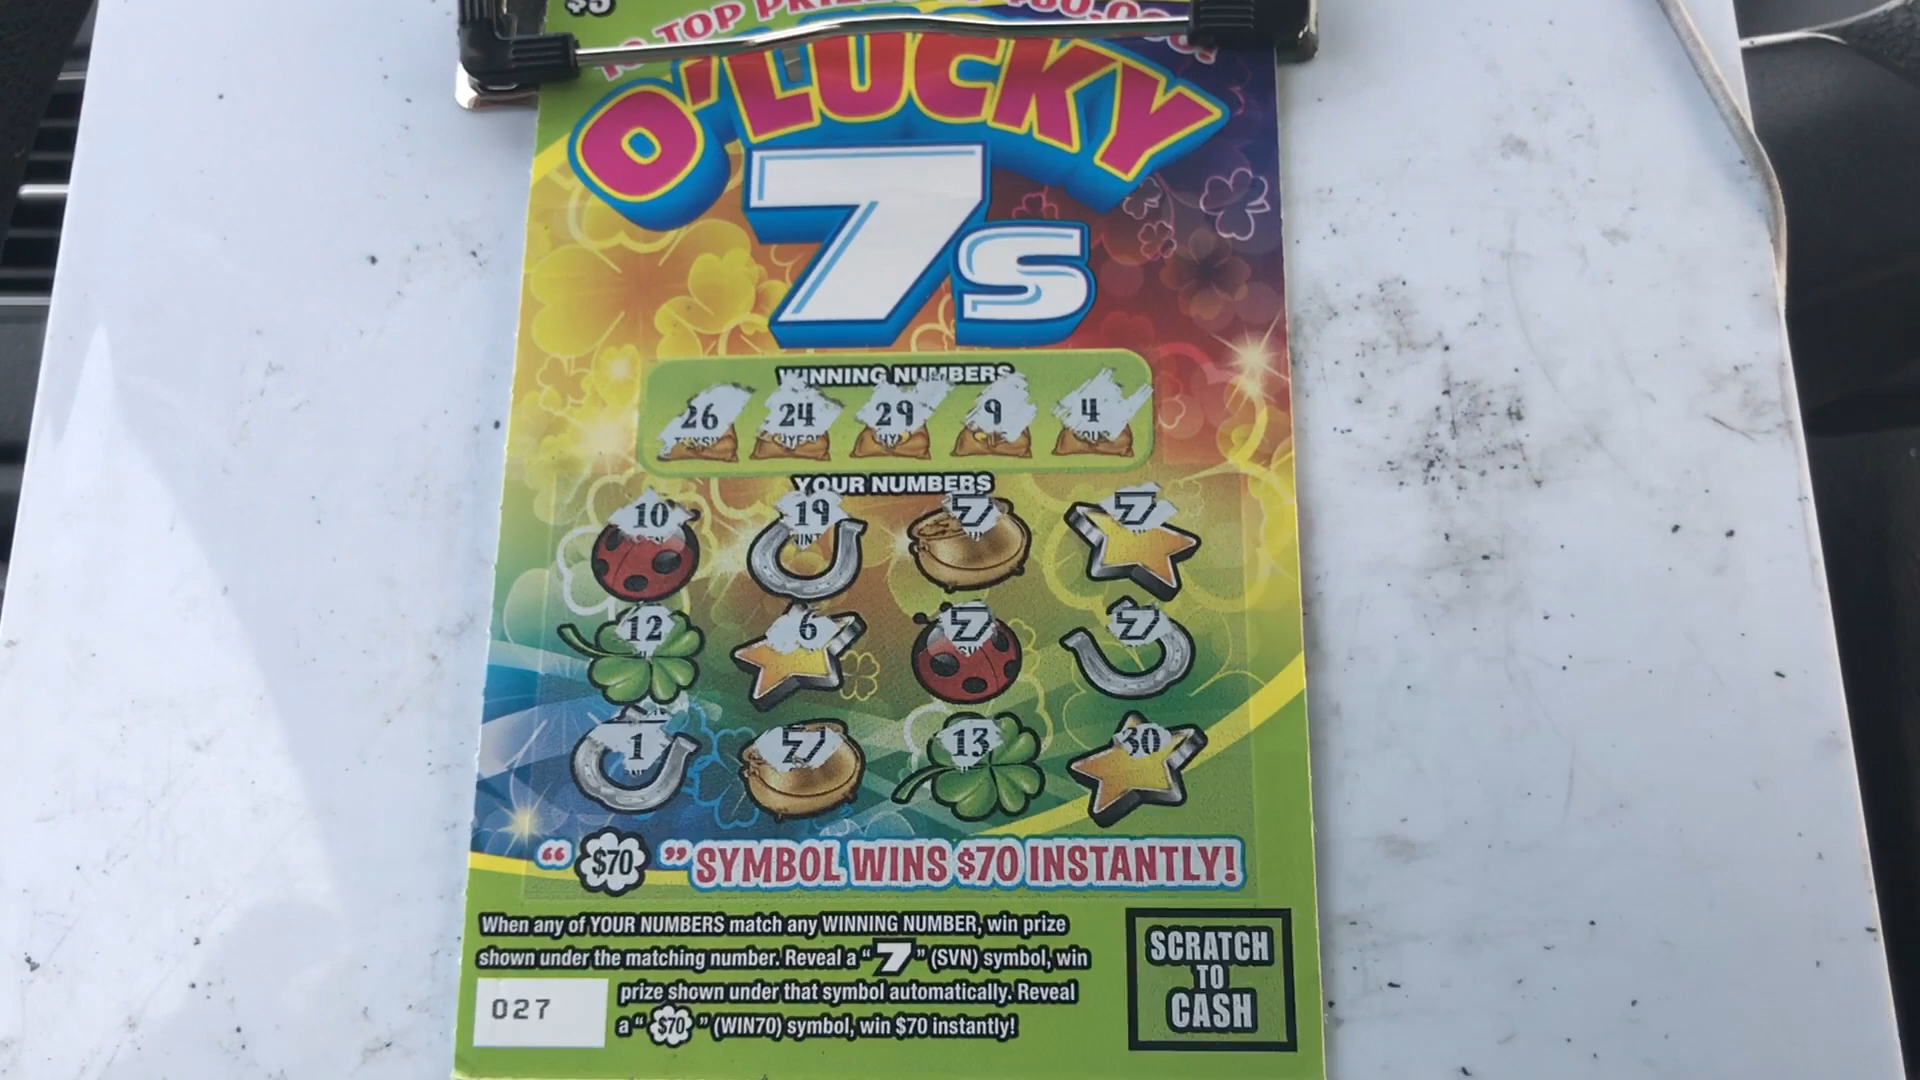 $5
TOP PRIZE
O'LUCKY
7s
WINNING NUMBERS
26 24 29 9 4
YOUR NUMBERS
10 19 7 7
12 6 7 7
1 7 13 30
"$70" SYMBOL WINS $70 INSTANTLY!
When any of YOUR NUMBERS match any WINNING NUMBER, win prize
shown under the matching number. Reveal a "7" (SVN) symbol, win
prize shown under that symbol automatically. Reveal
a "$70" (WIN70) symbol, win $70 instantly!
027
SCRATCH
TO
CASH